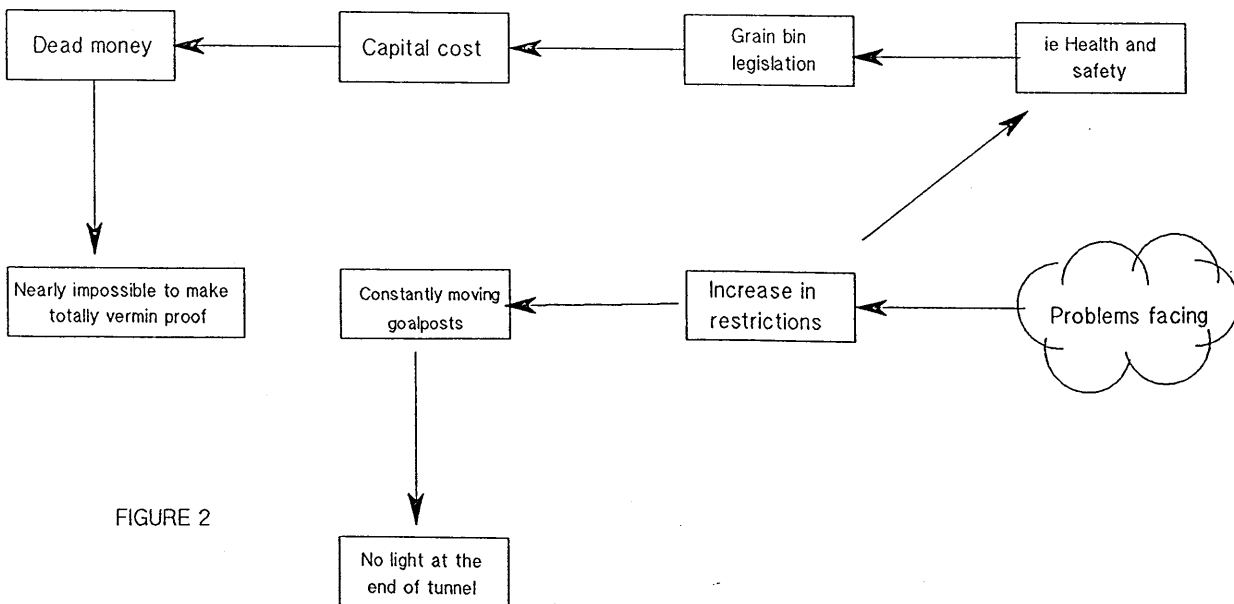 Dead money
Capital cost
Grain bin
legislation
ie Health and
safety
Nearly impossible to make
totally vermin proof
Constantly moving
goalposts
Increase in
restrictions
Problems facing
FIGURE 2
No light at the
end of tunnel